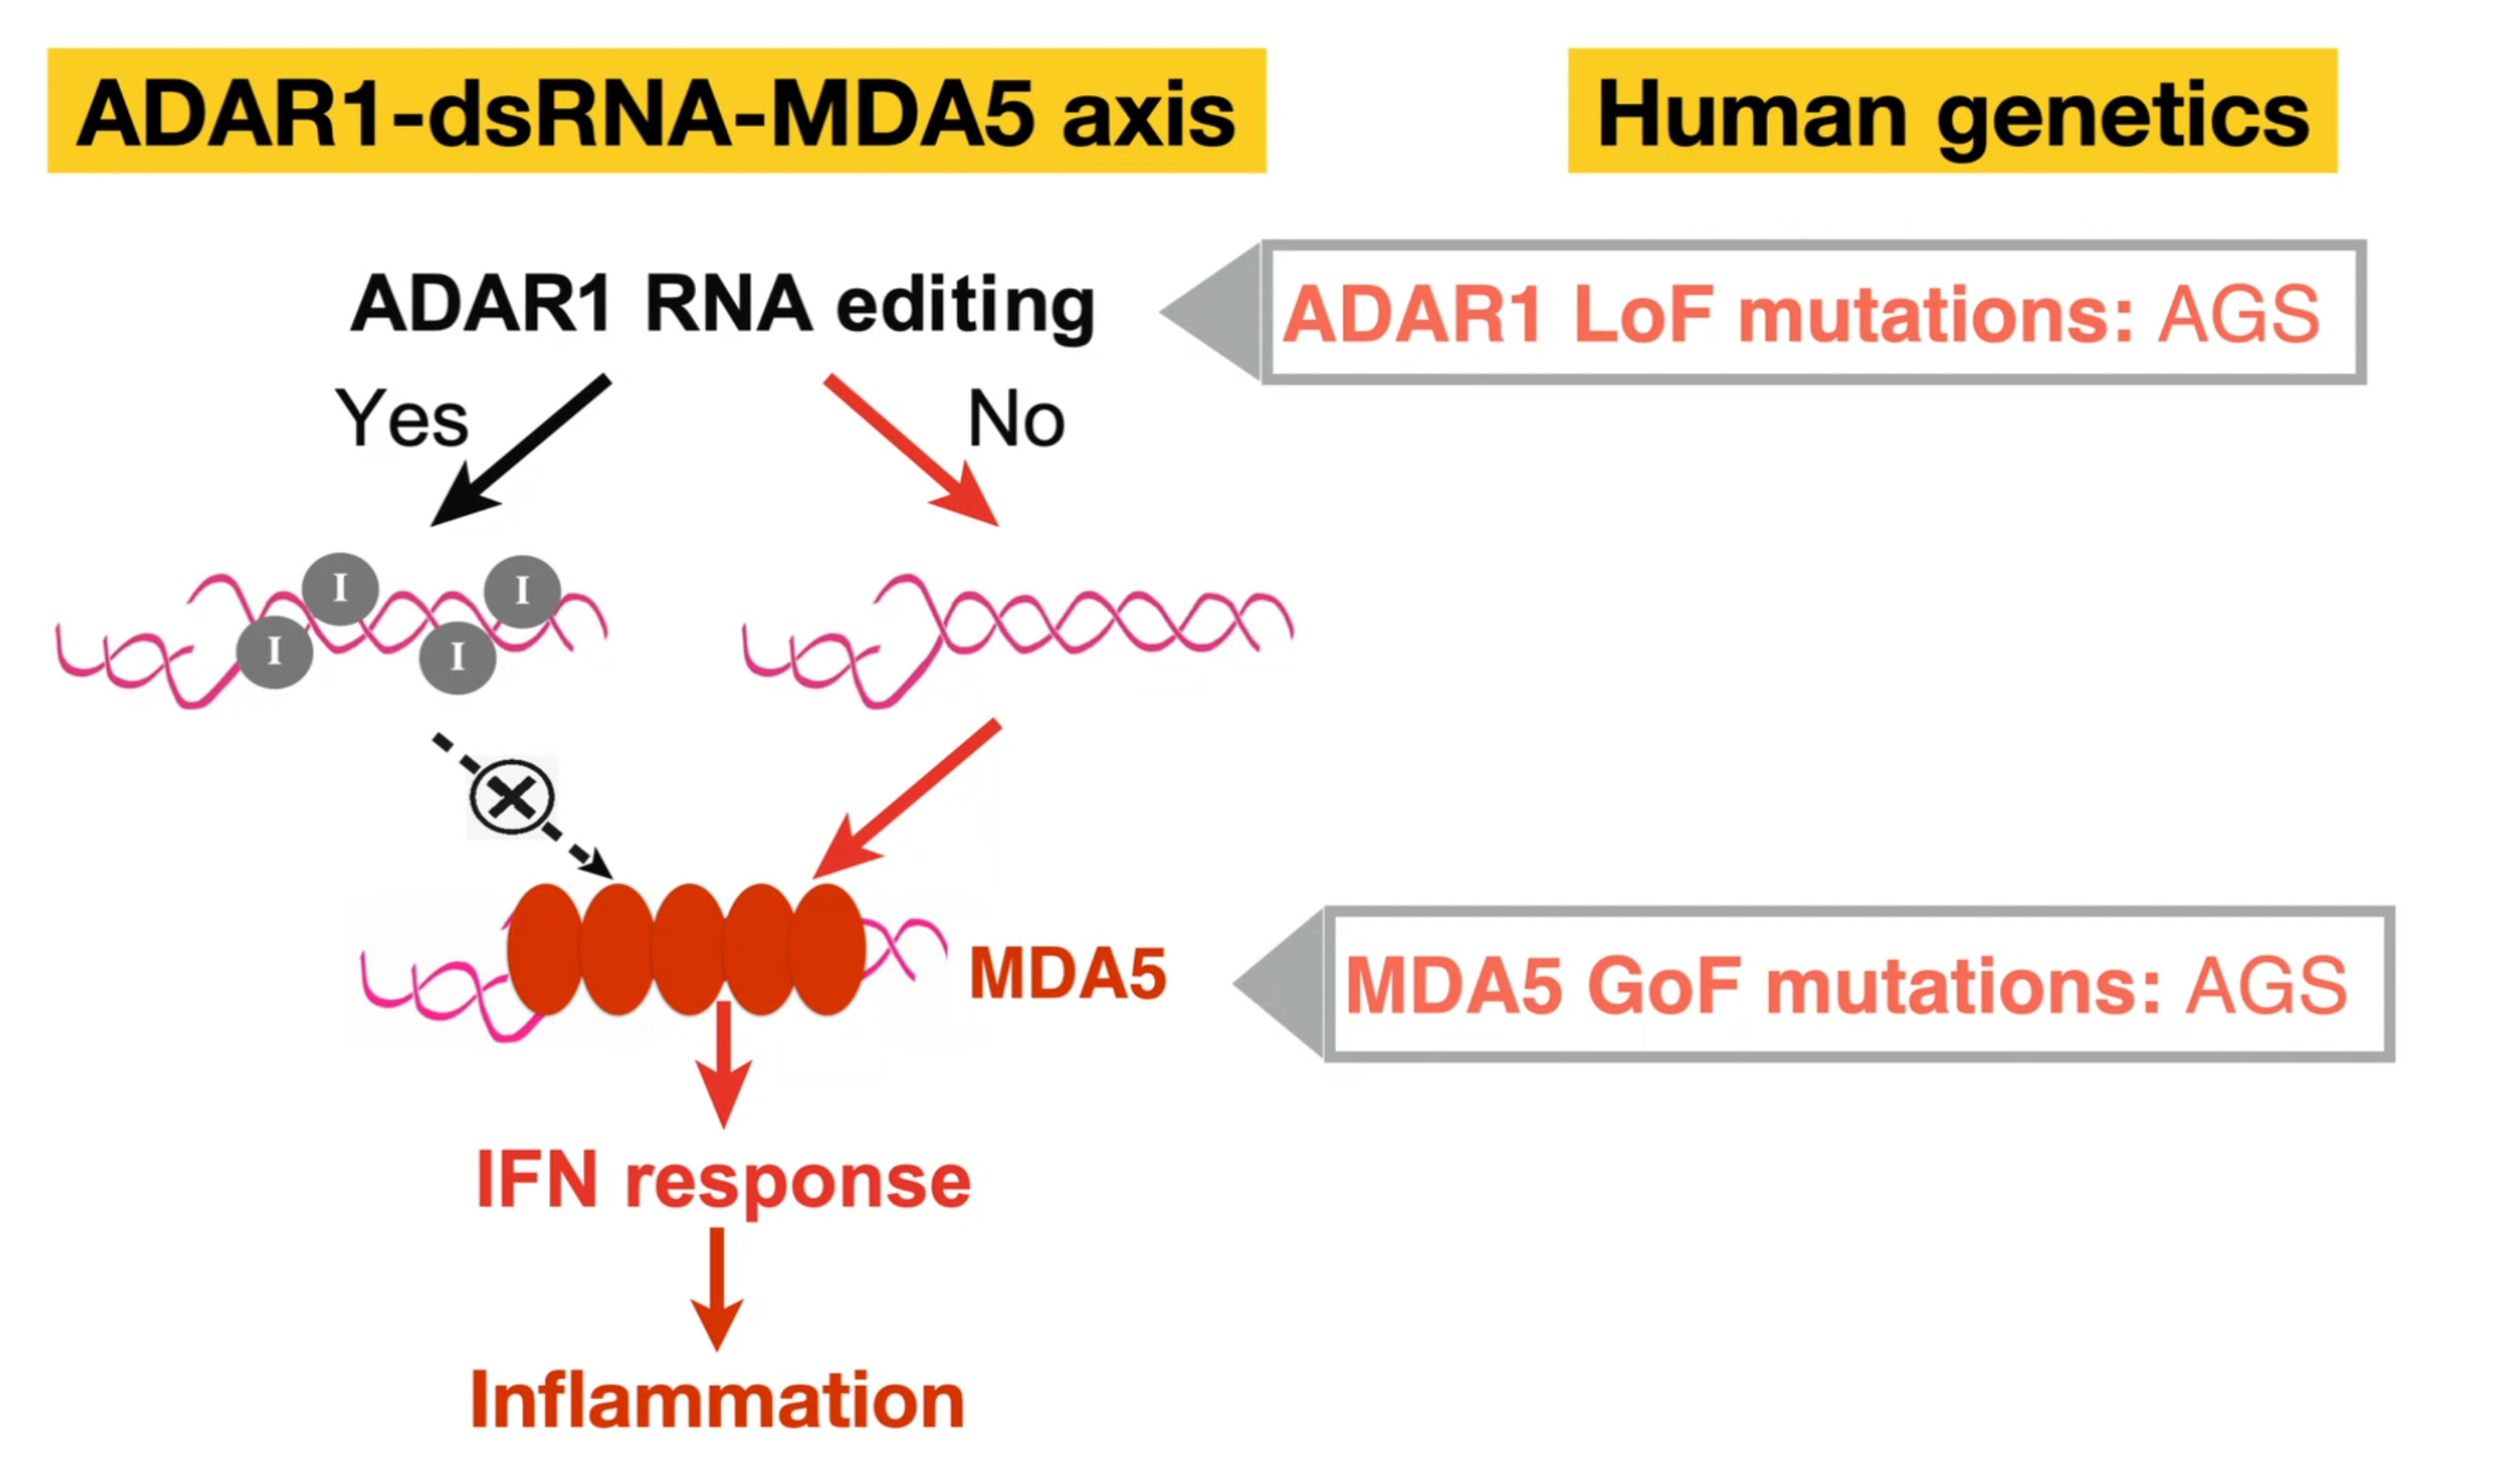 ADAR1-dsRNA-MDA5 axis
Human genetics
ADAR1 RNA editing
ADAR1 LoF mutations: AGS
Yes
No
I
I
I
I
MDA5
MDA5 GoF mutations: AGS
IFN response
Inflammation